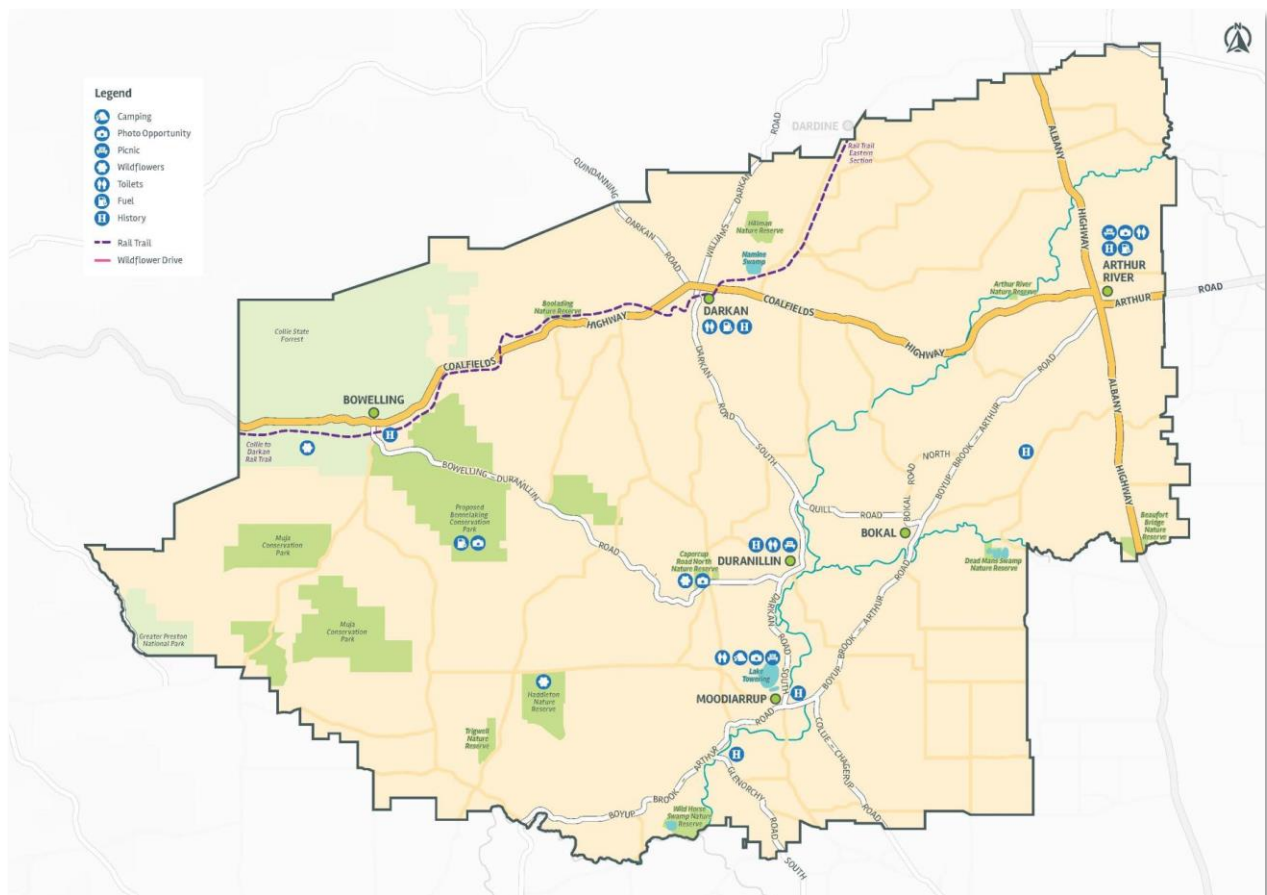 N
Legend
Camping
Photo Opportunity
Picnic
Wildflowers
Toilets
Fuel
History
Rail Trail
Wildflower Drive
DARDINE
Rail Trail
Eastern
Section
QUINDANNING
DARKAN
ROAD
WILLIAMS
DARKAN
ROAD
ALBANY
HIGHWAY
Hillman
Nature Reserve
Namine
Swamp
H
ARTHUR
RIVER
ARTHUR
ROAD
Arthur River
Nature Reserve
Boolading
Nature Reserve
DARKAN
H
COALFIELDS
HIGHWAY
COALFIELDS
HIGHWAY
Collie State
Forrest
BOWELLING
H
Collie to
Darkan
Rail Trail
DARKAN
ROAD
SOUTH
BOWELLING - DURANILLIN
ROAD
NORTH
ROAD
BOKAL
BOYUP BROOK ARTHUR
ROAD
H
ALBANY
HIGHWAY
QUILL
ROAD
BOKAL
Proposed
Conservation
Park
Muja
Conservation
Park
Beaufort
Bridge
Nature
Reserve
H
DURANILLIN
Capercup
Road North
Nature Reserve
Dead Mans Swamp
Nature Reserve
DARKAN
ROAD
SOUTH
BOYUP BROOK ARTHUR
ROAD
Muja
Conservation
Park
Greater Preston
National Park
Lake
Towerrining
MOODIARRUP
H
Haddleton
Nature
Reserve
Trigwell
Nature
Reserve
BOYUP
BROOK
ARTHUR
ROAD
H
COLLIE - CHAGERUP
ROAD
GLENORCHY
ROAD
SOUTH
Wild Horse
Swamp Nature
Reserve